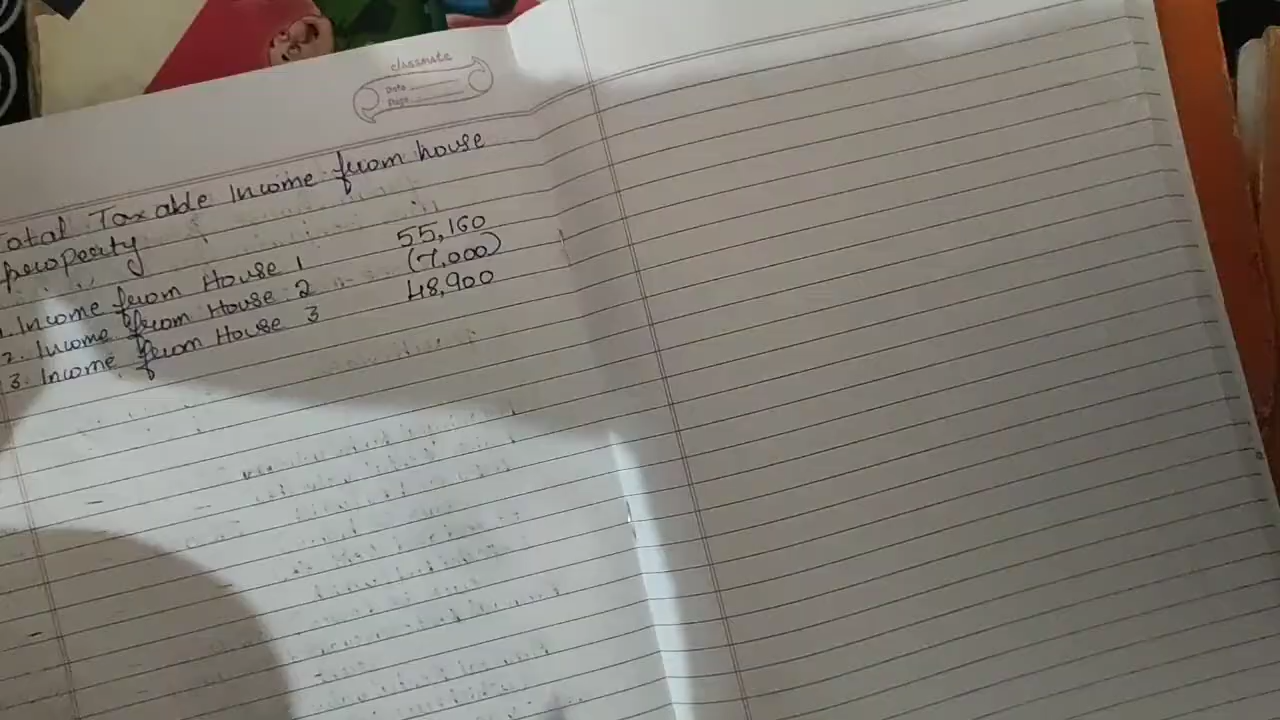 classmate
Date
Page
Total Taxable Income from house
property
1. Income from House 1 55,160
2. Income from House 2 (7,000)
3. Income from House 3 48,900